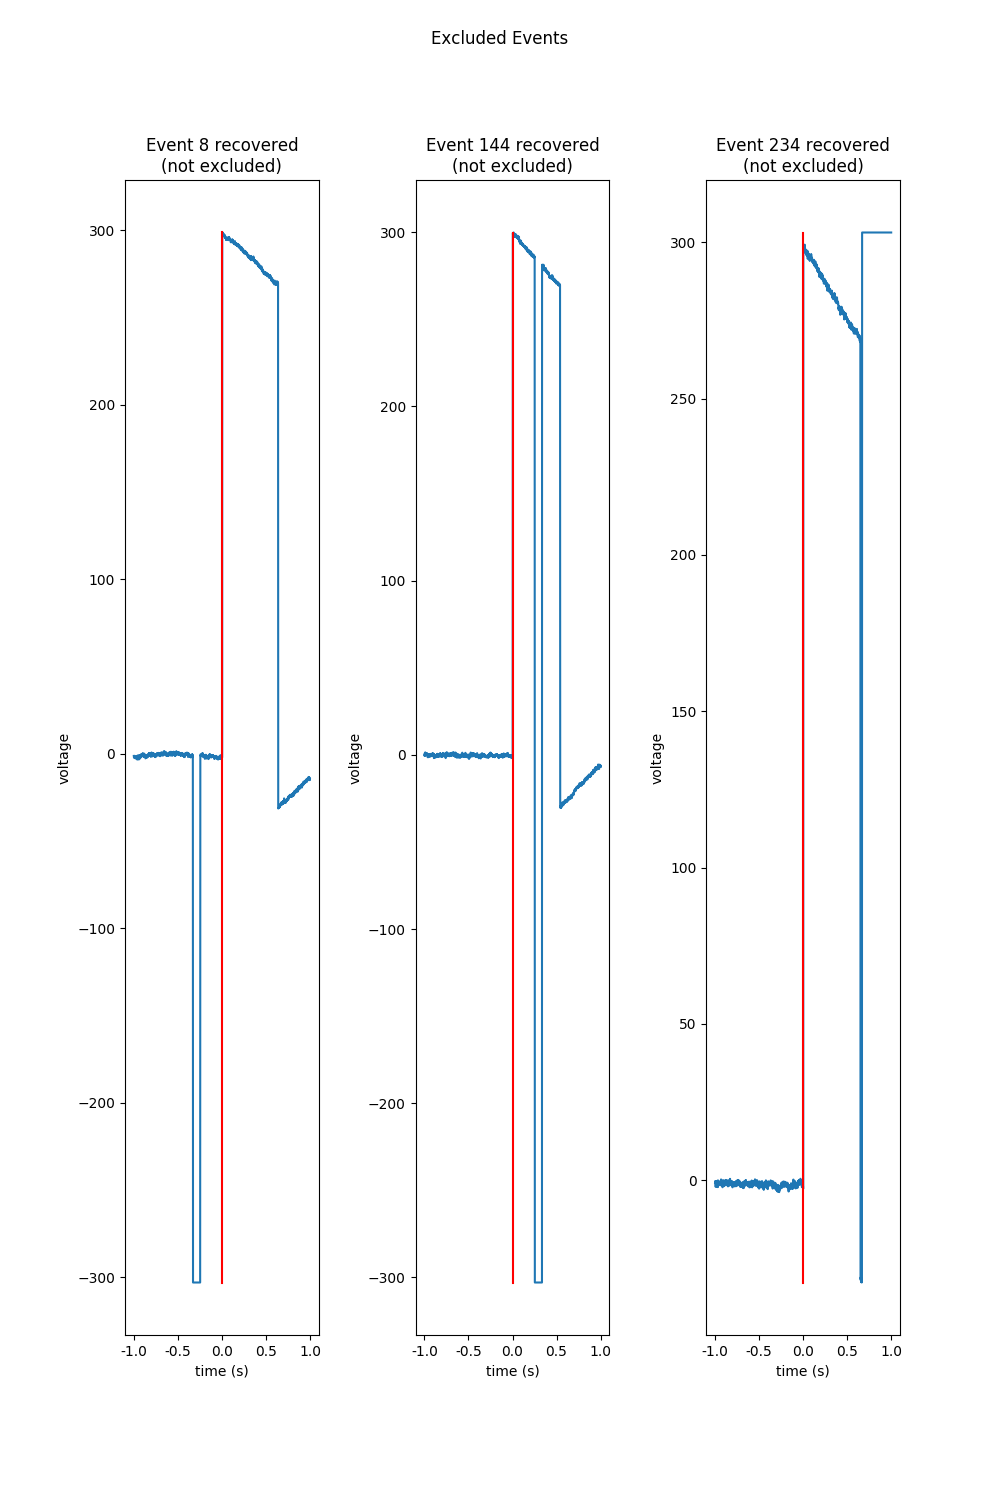 Excluded Events
Event 8 recovered
(not excluded)
300
200
100
0
−100
−200
−300
voltage
-1.0 -0.5 0.0 0.5 1.0
time (s)
Event 144 recovered
(not excluded)
300
200
100
0
−100
−200
−300
voltage
-1.0 -0.5 0.0 0.5 1.0
time (s)
Event 234 recovered
(not excluded)
300
250
200
150
100
50
0
voltage
-1.0 -0.5 0.0 0.5 1.0
time (s)